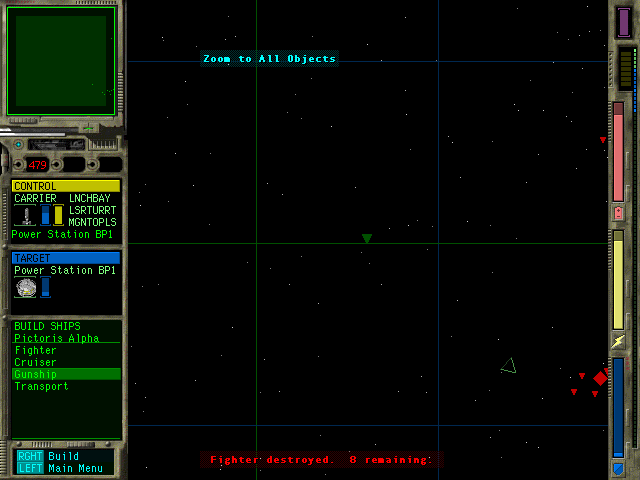 Zoom to All Objects
479
CONTROL
CARRIER LNCHBAY
LSRTURRT
MGNTOPLS
Power Station BP1
TARGET
Power Station BP1
BUILD SHIPS
Pictoris Alpha
Fighter
Cruiser
Gunship
Transport
RGHT Build
LEFT Main Menu
Fighter destroyed. 8 remaining.